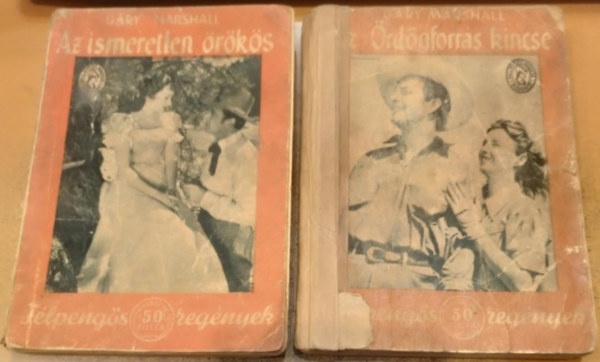 GARY MARSHALL
Az ismeretlen örökös
Félpengős 50 regények
GARY MARSHALL
Ördögforrás kincse
50 regények